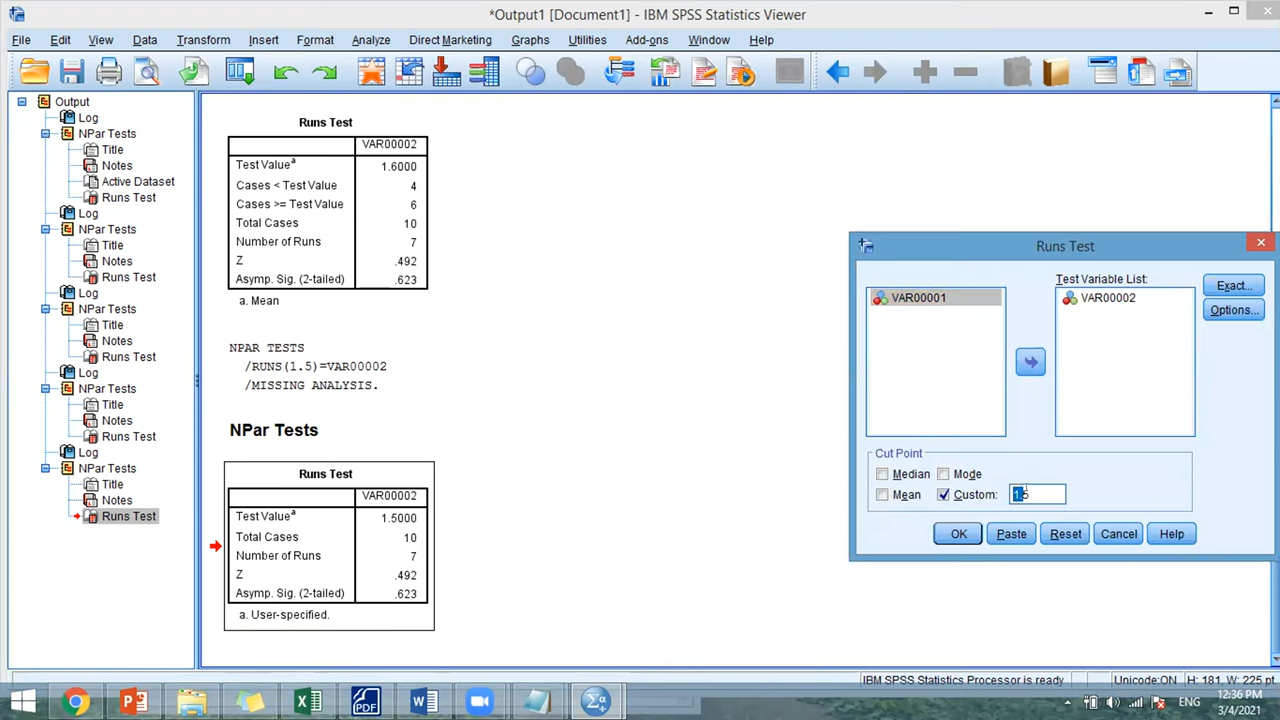 *Output1 [Document1] - IBM SPSS Statistics Viewer
File Edit View Data Transform Insert Format Analyze Direct Marketing Graphs Utilities Add-ons Window Help
Output
Log
NPar Tests
Title
Notes
Active Dataset
Runs Test
Log
NPar Tests
Title
Notes
Runs Test
Log
NPar Tests
Title
Notes
Runs Test
Log
NPar Tests
Title
Notes
Runs Test
Log
NPar Tests
Title
Notes
Runs Test
Runs Test
VAR00002
Test Valueᵃ 1.6000
Cases < Test Value 4
Cases >= Test Value 6
Total Cases 10
Number of Runs 7
Z .492
Asymp. Sig. (2-tailed) .623
a. Mean
NPAR TESTS
/RUNS(1.5)=VAR00002
/MISSING ANALYSIS.
NPar Tests
Runs Test
VAR00002
Test Valueᵃ 1.5000
Total Cases 10
Number of Runs 7
Z .492
Asymp. Sig. (2-tailed) .623
a. User-specified.
Runs Test
Test Variable List:
VAR00001
VAR00002
Exact...
Options...
Cut Point
Median Mode
Mean Custom: 1.5
OK Paste Reset Cancel Help
IBM SPSS Statistics Processor is ready Unicode:ON H: 181, W: 225 pt
PDF
ENG
12:36 PM
3/4/2021